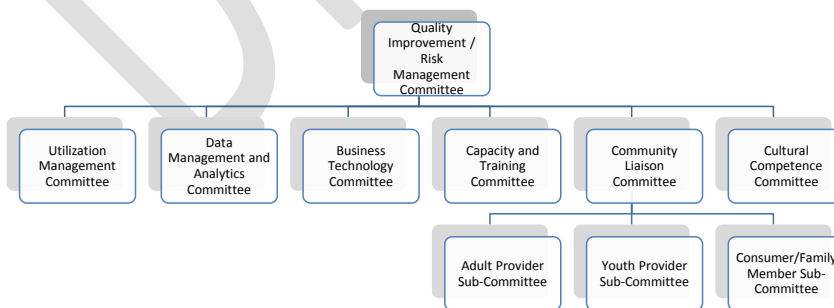 Quality
Improvement /
Risk
Management
Committee
Utilization
Management
Committee
Data
Management and
Analytics
Committee
Business
Technology
Committee
Capacity and
Training
Committee
Community
Liaison
Committee
Cultural
Competence
Committee
Adult Provider
Sub-Committee
Youth Provider
Sub-Committee
Consumer/Family
Member Sub-
Committee